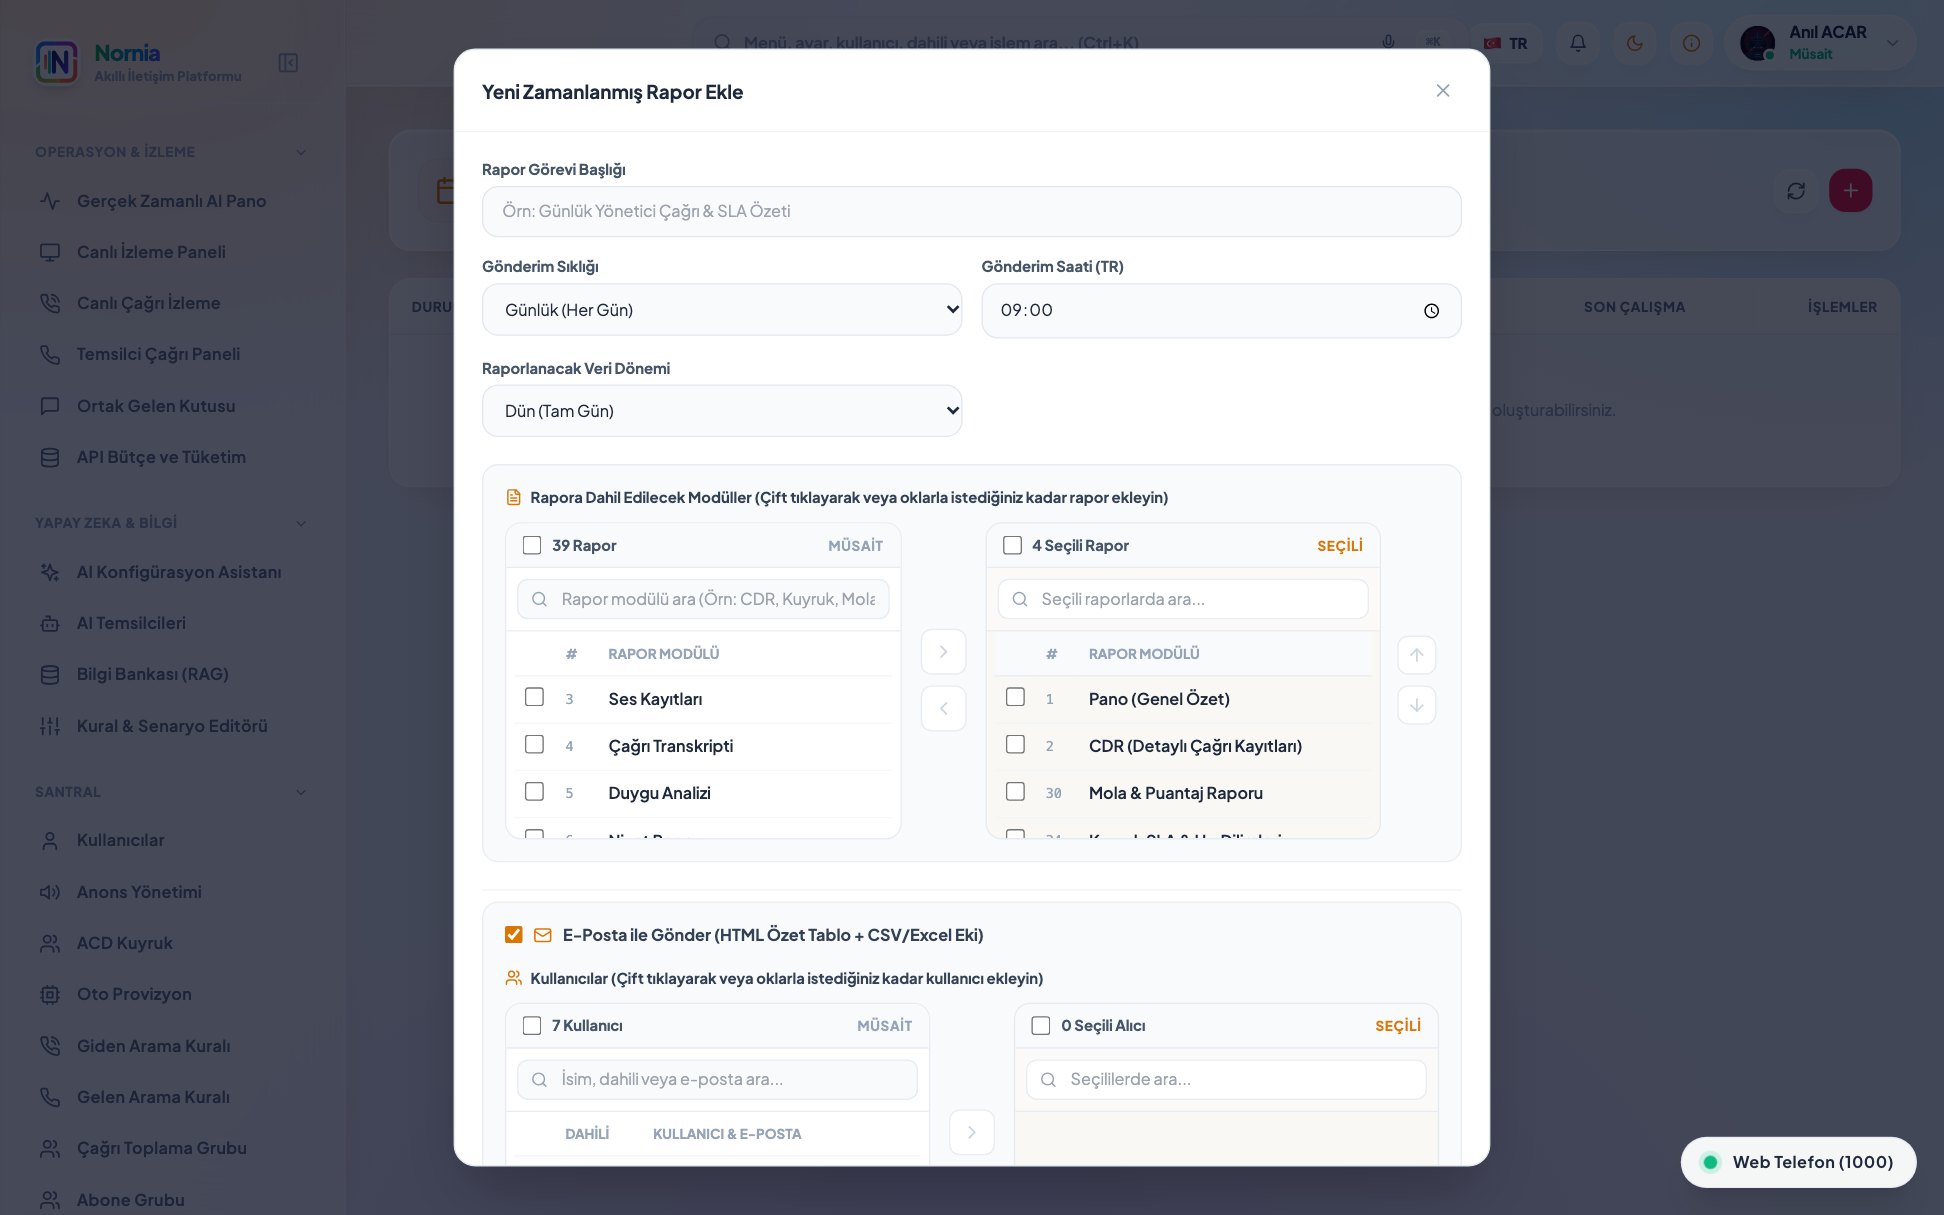 Nornia
Akıllı İletişim Platformu
Menü, ayar, kullanıcı, dahili veya işlem ara... (Ctrl+K)
⌘K
TR
Anıl ACAR
Müsait
OPERASYON & İZLEME
Gerçek Zamanlı AI Pano
Canlı İzleme Paneli
Canlı Çağrı İzleme
Temsilci Çağrı Paneli
Ortak Gelen Kutusu
API Bütçe ve Tüketim
YAPAY ZEKA & BİLGİ
AI Konfigürasyon Asistanı
AI Temsilcileri
Bilgi Bankası (RAG)
Kural & Senaryo Editörü
SANTRAL
Kullanıcılar
Anons Yönetimi
ACD Kuyruk
Oto Provizyon
Giden Arama Kuralı
Gelen Arama Kuralı
Çağrı Toplama Grubu
Abone Grubu
DURU
SON ÇALIŞMA
İŞLEMLER
oluşturabilirsiniz.
Yeni Zamanlanmış Rapor Ekle
Rapor Görevi Başlığı
Örn: Günlük Yönetici Çağrı & SLA Özeti
Gönderim Sıklığı
Gönderim Saati (TR)
Günlük (Her Gün)
09:00
Raporlanacak Veri Dönemi
Dün (Tam Gün)
Rapora Dahil Edilecek Modüller (Çift tıklayarak veya oklarla istediğiniz kadar rapor ekleyin)
39 Rapor
MÜSAİT
Rapor modülü ara (Örn: CDR, Kuyruk, Mola
# RAPOR MODÜLÜ
3 Ses Kayıtları
4 Çağrı Transkripti
5 Duygu Analizi
4 Seçili Rapor
SEÇİLİ
Seçili raporlarda ara...
# RAPOR MODÜLÜ
1 Pano (Genel Özet)
2 CDR (Detaylı Çağrı Kayıtları)
30 Mola & Puantaj Raporu
E-Posta ile Gönder (HTML Özet Tablo + CSV/Excel Eki)
Kullanıcılar (Çift tıklayarak veya oklarla istediğiniz kadar kullanıcı ekleyin)
7 Kullanıcı
MÜSAİT
İsim, dahili veya e-posta ara...
DAHİLİ KULLANICI & E-POSTA
0 Seçili Alıcı
SEÇİLİ
Seçililerde ara...
Web Telefon (1000)